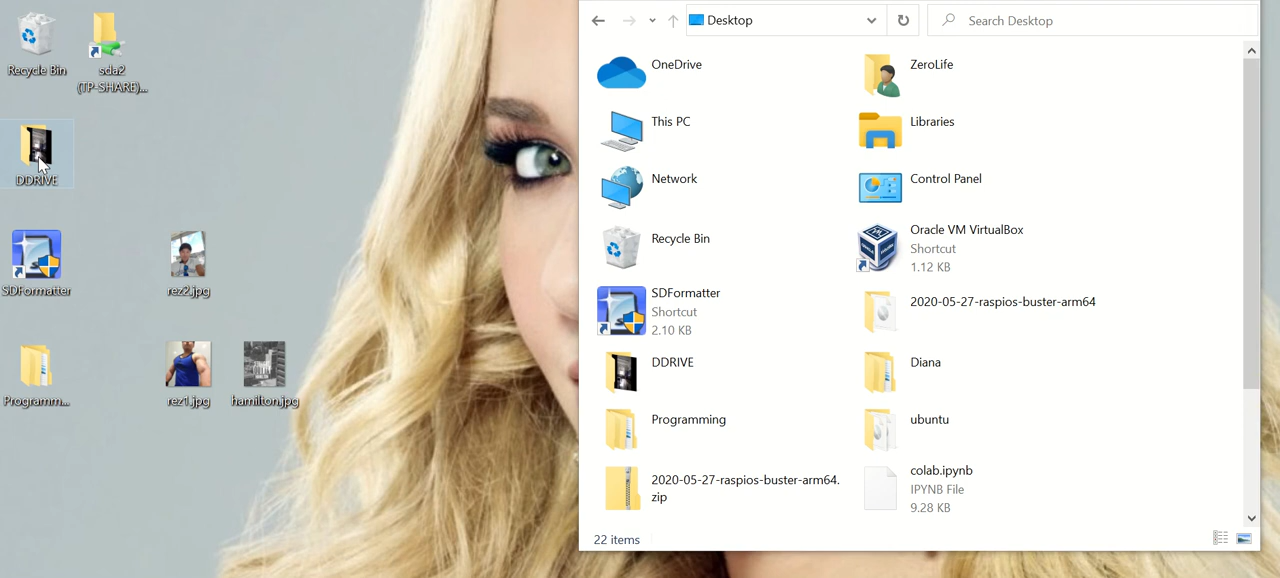 Recycle Bin
sda2
(TP-SHARE)...
DDRIVE
SDFormatter
rez2.jpg
Programm...
rez1.jpg
hamilton.jpg
Desktop
Search Desktop
OneDrive
ZeroLife
This PC
Libraries
Network
Control Panel
Recycle Bin
Oracle VM VirtualBox
Shortcut
1.12 KB
SDFormatter
Shortcut
2.10 KB
2020-05-27-raspios-buster-arm64
DDRIVE
Diana
Programming
ubuntu
2020-05-27-raspios-buster-arm64.
zip
colab.ipynb
IPYNB File
9.28 KB
22 items